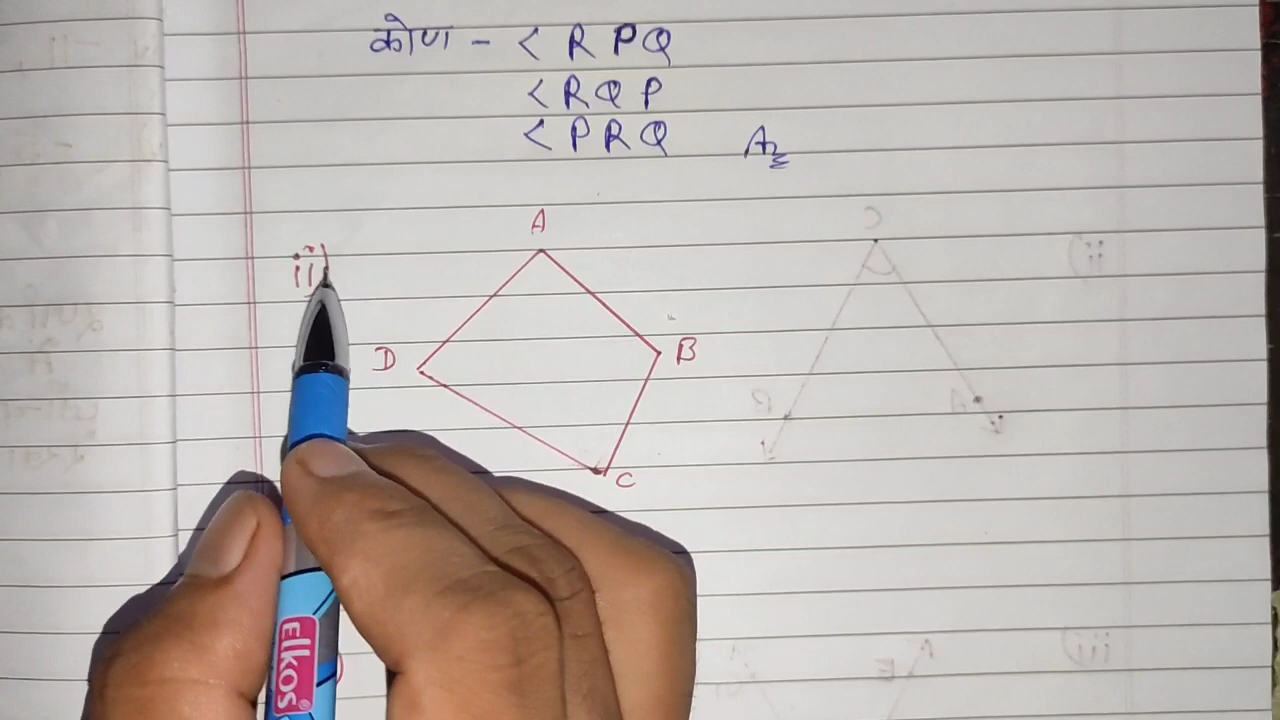 कोण - < R P Q
< R Q P
< P R Q
A
ii)
D
B
C
elkos